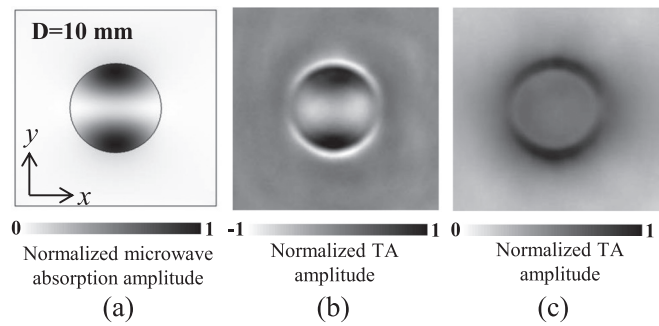 D=10 mm
y
x
0 1
Normalized microwave
absorption amplitude
(a)
-1 1
Normalized TA
amplitude
(b)
0 1
Normalized TA
amplitude
(c)